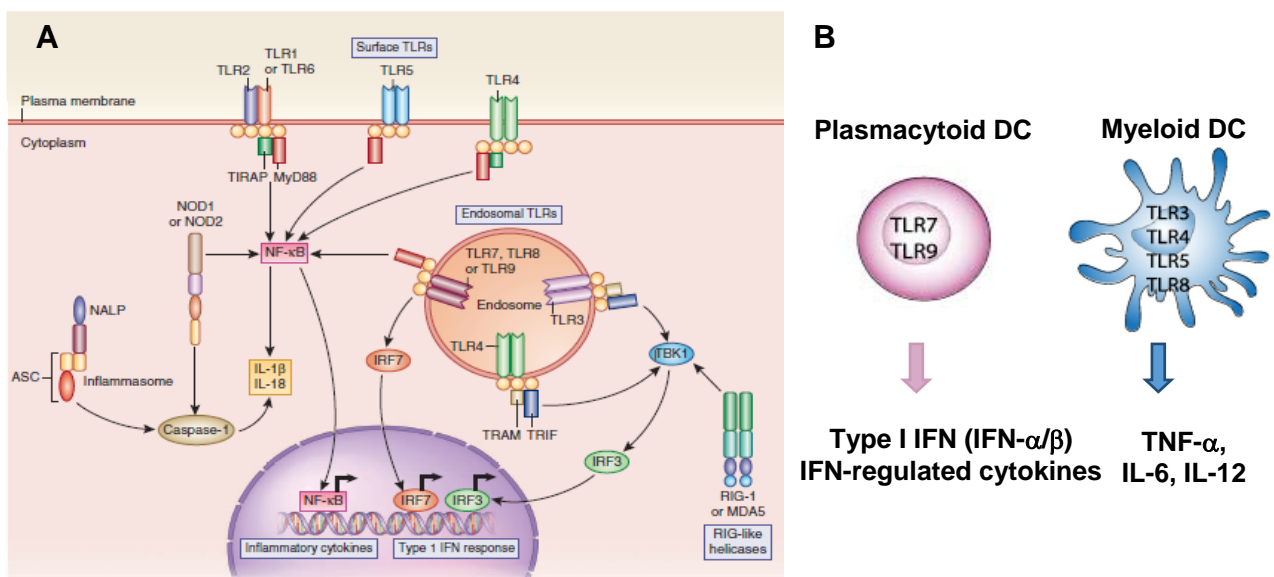 A
Surface TLRs
TLR1
or TLR6
TLR2
TLR5
TLR4
Plasma membrane
Cytoplasm
TIRAP
MyD88
NOD1
or NOD2
Endosomal TLRs
NF-κB
TLR7, TLR8
or TLR9
Endosome
TLR3
NALP
TLR4
IRF7
TBK1
ASC
Inflammasome
IL-1β
IL-18
Caspase-1
TRAM
TRIF
IRF3
RIG-1
or MDA5
NF-κB
IRF7
IRF3
RIG-like
helicases
Inflammatory cytokines
Type 1 IFN response
B
Plasmacytoid DC
TLR7
TLR9
Type I IFN (IFN-α/β)
IFN-regulated cytokines
Myeloid DC
TLR3
TLR4
TLR5
TLR8
TNF-α,
IL-6, IL-12